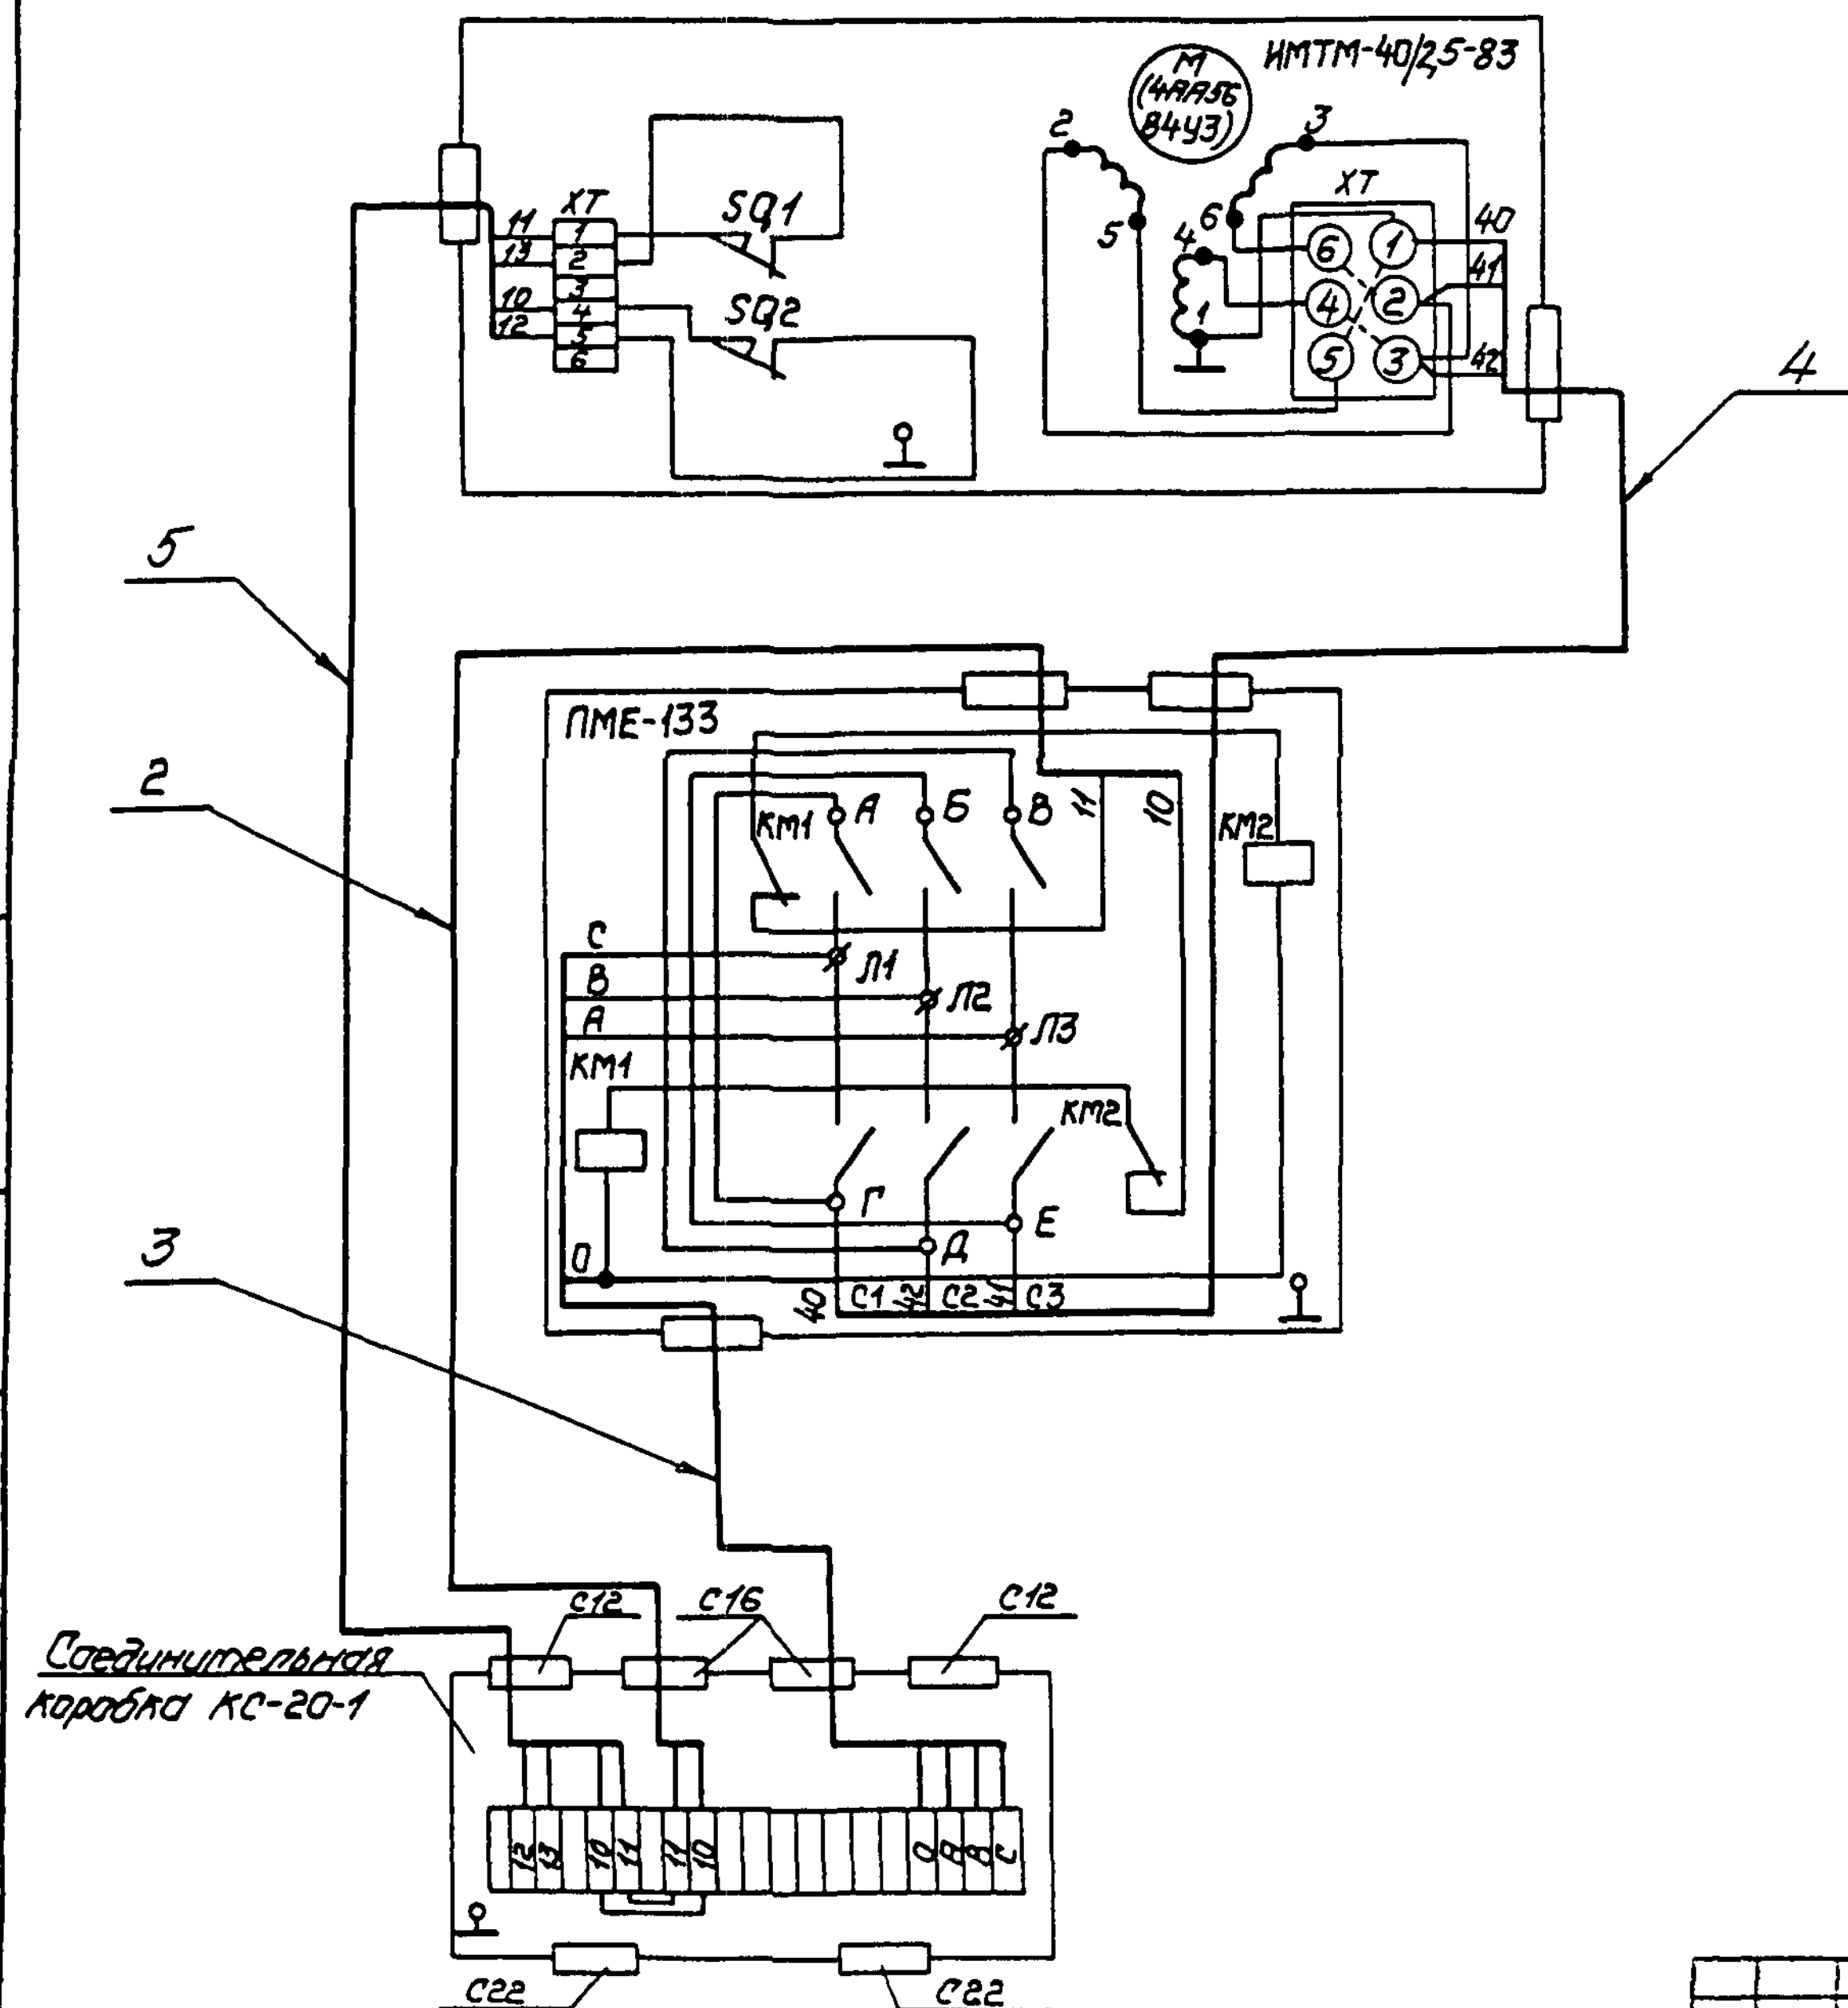 ИМТМ-40/2,5-83
М
(4АА56
В4У3)
2
3
5
6
4
1
ХТ
6
1
4
2
5
3
40
41
42
11
13
10
12
ХТ
1
2
3
4
5
6
SQ1
SQ2
4
5
2
3
ПМЕ-133
КМ1
А
Б
В
11
10
КМ2
С
В
А
Л1
Л2
Л3
КМ1
КМ2
Г
Е
Д
0
40
С1
42
С2
41
С3
С12
С16
С12
Соединительная
коробка КС-20-1
12
13
10
11
11
10
0
А
В
С
С22
С22